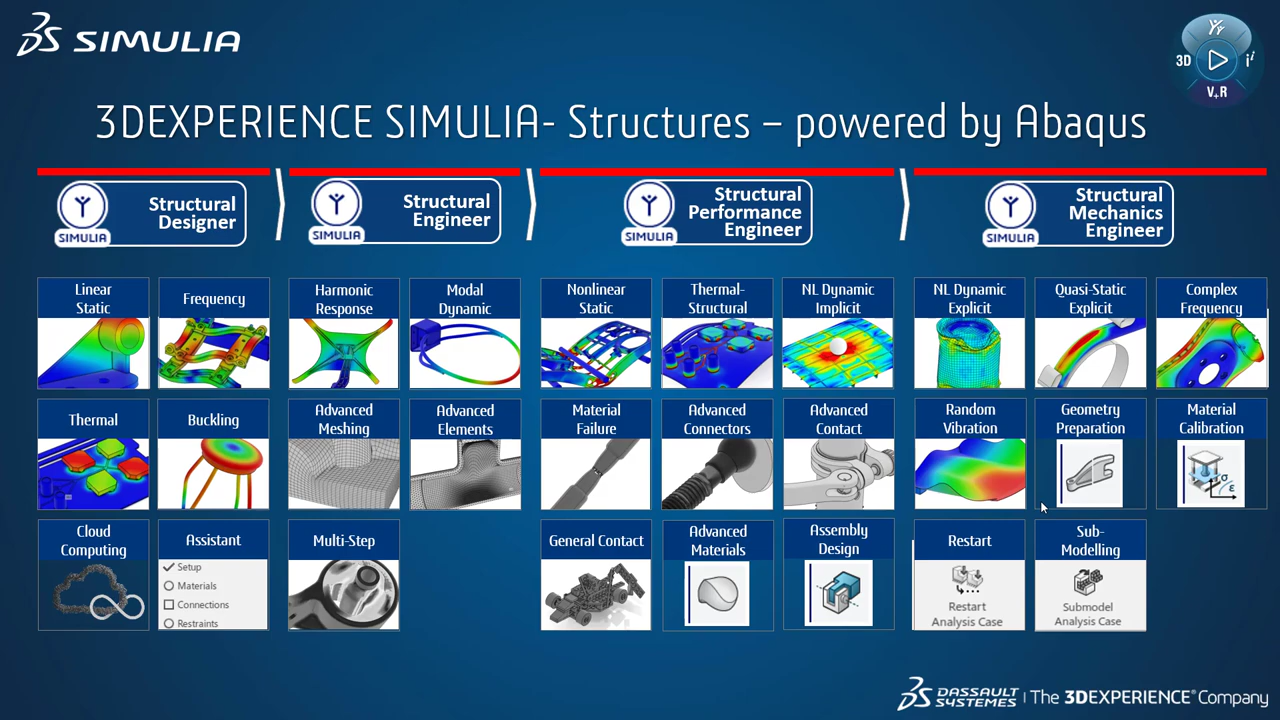 3DS SIMULIA
3D
i
V+R
3DEXPERIENCE SIMULIA- Structures – powered by Abaqus
SIMULIA
Structural
Designer
SIMULIA
Structural
Engineer
SIMULIA
Structural
Performance
Engineer
SIMULIA
Structural
Mechanics
Engineer
Linear
Static
Frequency
Harmonic
Response
Modal
Dynamic
Nonlinear
Static
Thermal-
Structural
NL Dynamic
Implicit
NL Dynamic
Explicit
Quasi-Static
Explicit
Complex
Frequency
Thermal
Buckling
Advanced
Meshing
Advanced
Elements
Material
Failure
Advanced
Connectors
Advanced
Contact
Random
Vibration
Geometry
Preparation
Material
Calibration
σ
ε
Cloud
Computing
Assistant
Setup
Materials
Connections
Restraints
Multi-Step
General Contact
Advanced
Materials
Assembly
Design
Restart
Restart
Analysis Case
Sub-
Modelling
Submodel
Analysis Case
3DS DASSAULT SYSTEMES | The 3DEXPERIENCE® Company